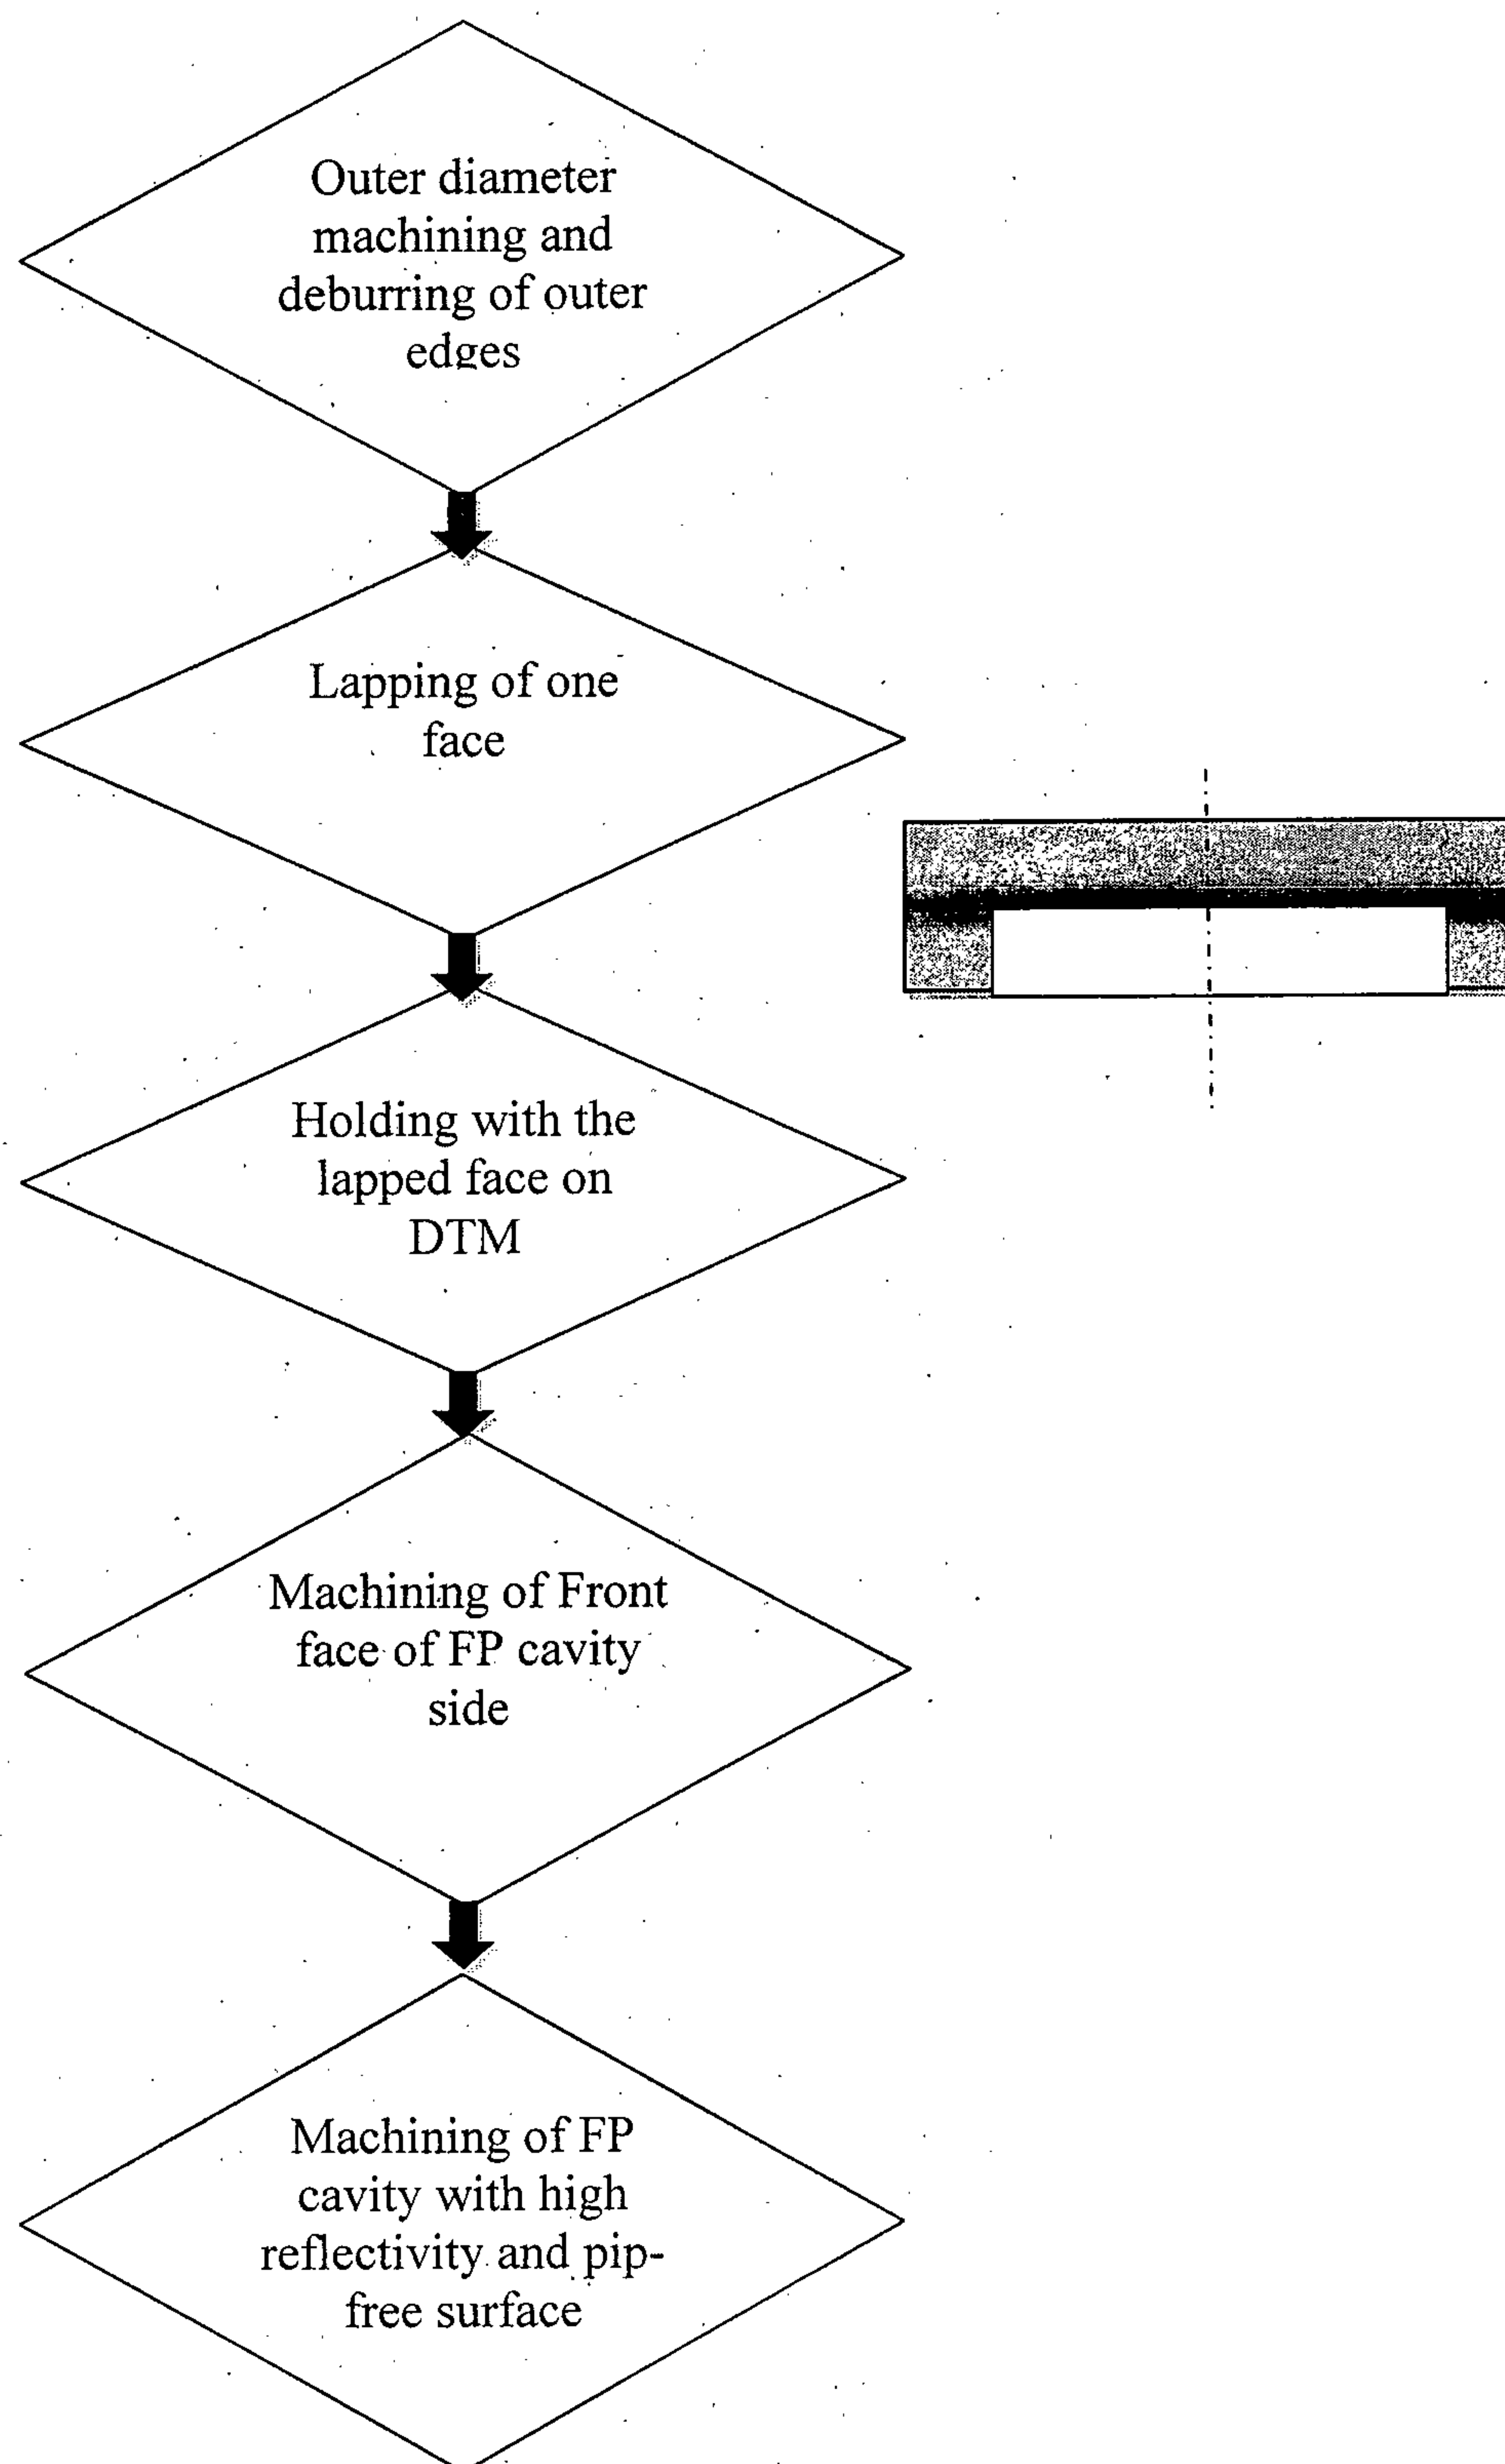 Outer diameter
machining and
deburring of outer
edges
Lapping of one
face
Holding with the
lapped face on
DTM
Machining of Front
face of FP cavity
side
Machining of FP
cavity with high
reflectivity and pip-
free surface